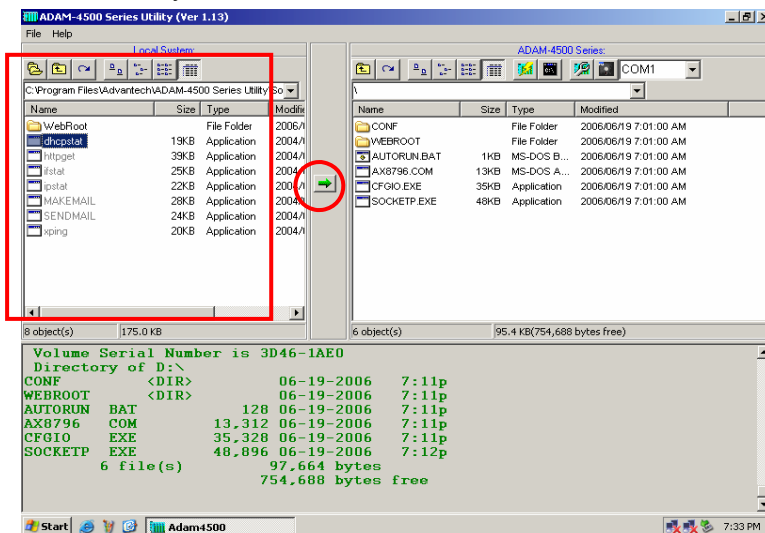 ADAM-4500 Series Utility (Ver 1.13)
File Help
Local System:
ADAM-4500 Series:
COM1
C:\Program Files\Advantech\ADAM-4500 Series Utility\So
\
Name Size Type Modifie
Name Size Type Modified
WebRoot File Folder 2006/
dhcpstat 19KB Application 2004/
httpget 39KB Application 2004/
ifstat 25KB Application 2004/
ipstat 22KB Application 2004/
MAKEMAIL 28KB Application 2004/
SENDMAIL 24KB Application 2004/
xping 20KB Application 2004/
CONF File Folder 2006/06/19 7:01:00 AM
WEBROOT File Folder 2006/06/19 7:01:00 AM
AUTORUN.BAT 1KB MS-DOS B... 2006/06/19 7:01:00 AM
AX8796.COM 13KB MS-DOS A... 2006/06/19 7:01:00 AM
CFGIO.EXE 35KB Application 2006/06/19 7:01:00 AM
SOCKETP.EXE 48KB Application 2006/06/19 7:01:00 AM
8 object(s) 175.0 KB
6 object(s) 95.4 KB(754,688 bytes free)
Volume Serial Number is 3D46-1AE0
Directory of D:\
CONF <DIR> 06-19-2006 7:11p
WEBROOT <DIR> 06-19-2006 7:11p
AUTORUN BAT 128 06-19-2006 7:11p
AX8796 COM 13,312 06-19-2006 7:11p
CFGIO EXE 35,328 06-19-2006 7:11p
SOCKETP EXE 48,896 06-19-2006 7:12p
6 file(s) 97,664 bytes
754,688 bytes free
Start Adam4500 7:33 PM